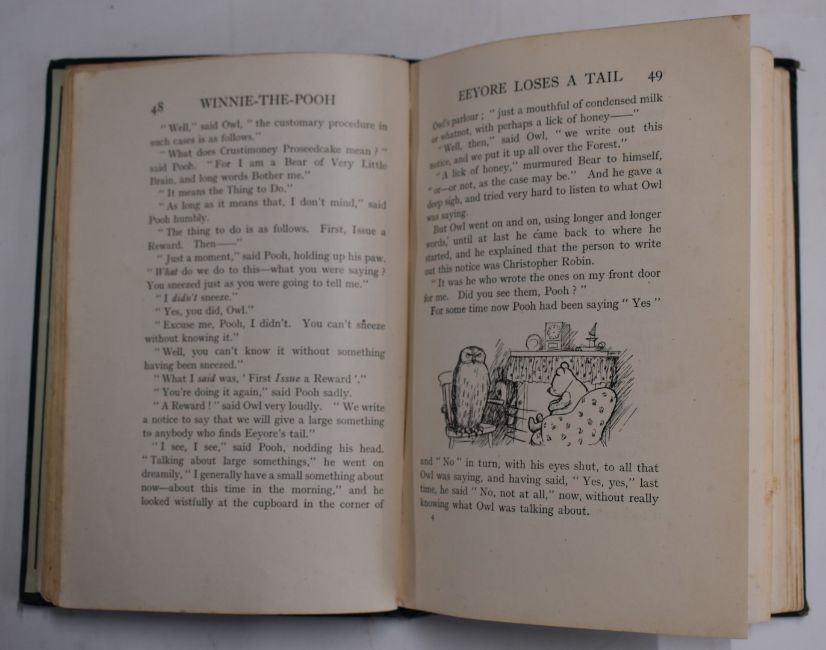 48 WINNIE-THE-POOH
" Well," said Owl, " the customary procedure in
such cases is as follows."
" What does Crustimoney Proseedcake mean ? "
said Pooh. " For I am a Bear of Very Little
Brain, and long words Bother me."
" It means the Thing to Do."
" As long as it means that, I don't mind," said
Pooh humbly.
" The thing to do is as follows. First, Issue a
Reward. Then——"
" Just a moment," said Pooh, holding up his paw.
" What do we do to this—what you were saying ?
You sneezed just as you were going to tell me."
" I didn't sneeze."
" Yes, you did, Owl."
" Excuse me, Pooh, I didn't. You can't sneeze
without knowing it."
" Well, you can't know it without something
having been sneezed."
" What I said was, ' First Issue a Reward '."
" You're doing it again," said Pooh sadly.
" A Reward ! " said Owl very loudly. " We write
a notice to say that we will give a large something
to anybody who finds Eeyore's tail."
" I see, I see," said Pooh, nodding his head.
" Talking about large somethings," he went on
dreamily, " I generally have a small something about
now—about this time in the morning," and he
looked wistfully at the cupboard in the corner of
EEYORE LOSES A TAIL 49
Owl's parlour ; " just a mouthful of condensed milk
or whatnot, with perhaps a lick of honey——"
" Well, then," said Owl, " we write out this
notice, and we put it up all over the Forest."
" A lick of honey," murmured Bear to himself,
" or—or not, as the case may be." And he gave a
deep sigh, and tried very hard to listen to what Owl
was saying.
But Owl went on and on, using longer and longer
words, until at last he came back to where he
started, and he explained that the person to write
out this notice was Christopher Robin.
" It was he who wrote the ones on my front door
for me. Did you see them, Pooh ? "
For some time now Pooh had been saying " Yes "
and " No " in turn, with his eyes shut, to all that
Owl was saying, and having said, " Yes, yes," last
time, he said " No, not at all," now, without really
knowing what Owl was talking about.
4